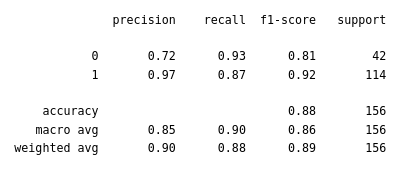 precision recall f1-score support
0 0.72 0.93 0.81 42
1 0.97 0.87 0.92 114
accuracy 0.88 156
macro avg 0.85 0.90 0.86 156
weighted avg 0.90 0.88 0.89 156